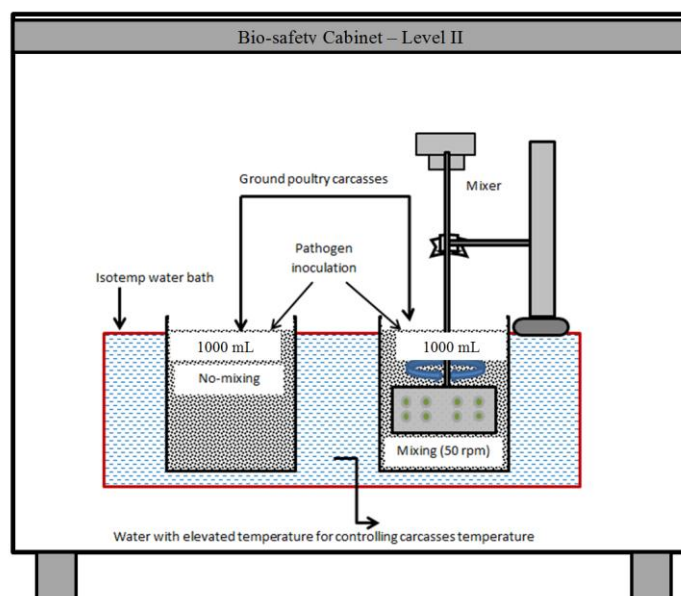 Bio-safety Cabinet – Level II
Ground poultry carcasses
Mixer
Pathogen
inoculation
Isotemp water bath
1000 mL
1000 mL
No-mixing
Mixing (50 rpm)
Water with elevated temperature for controlling carcasses temperature